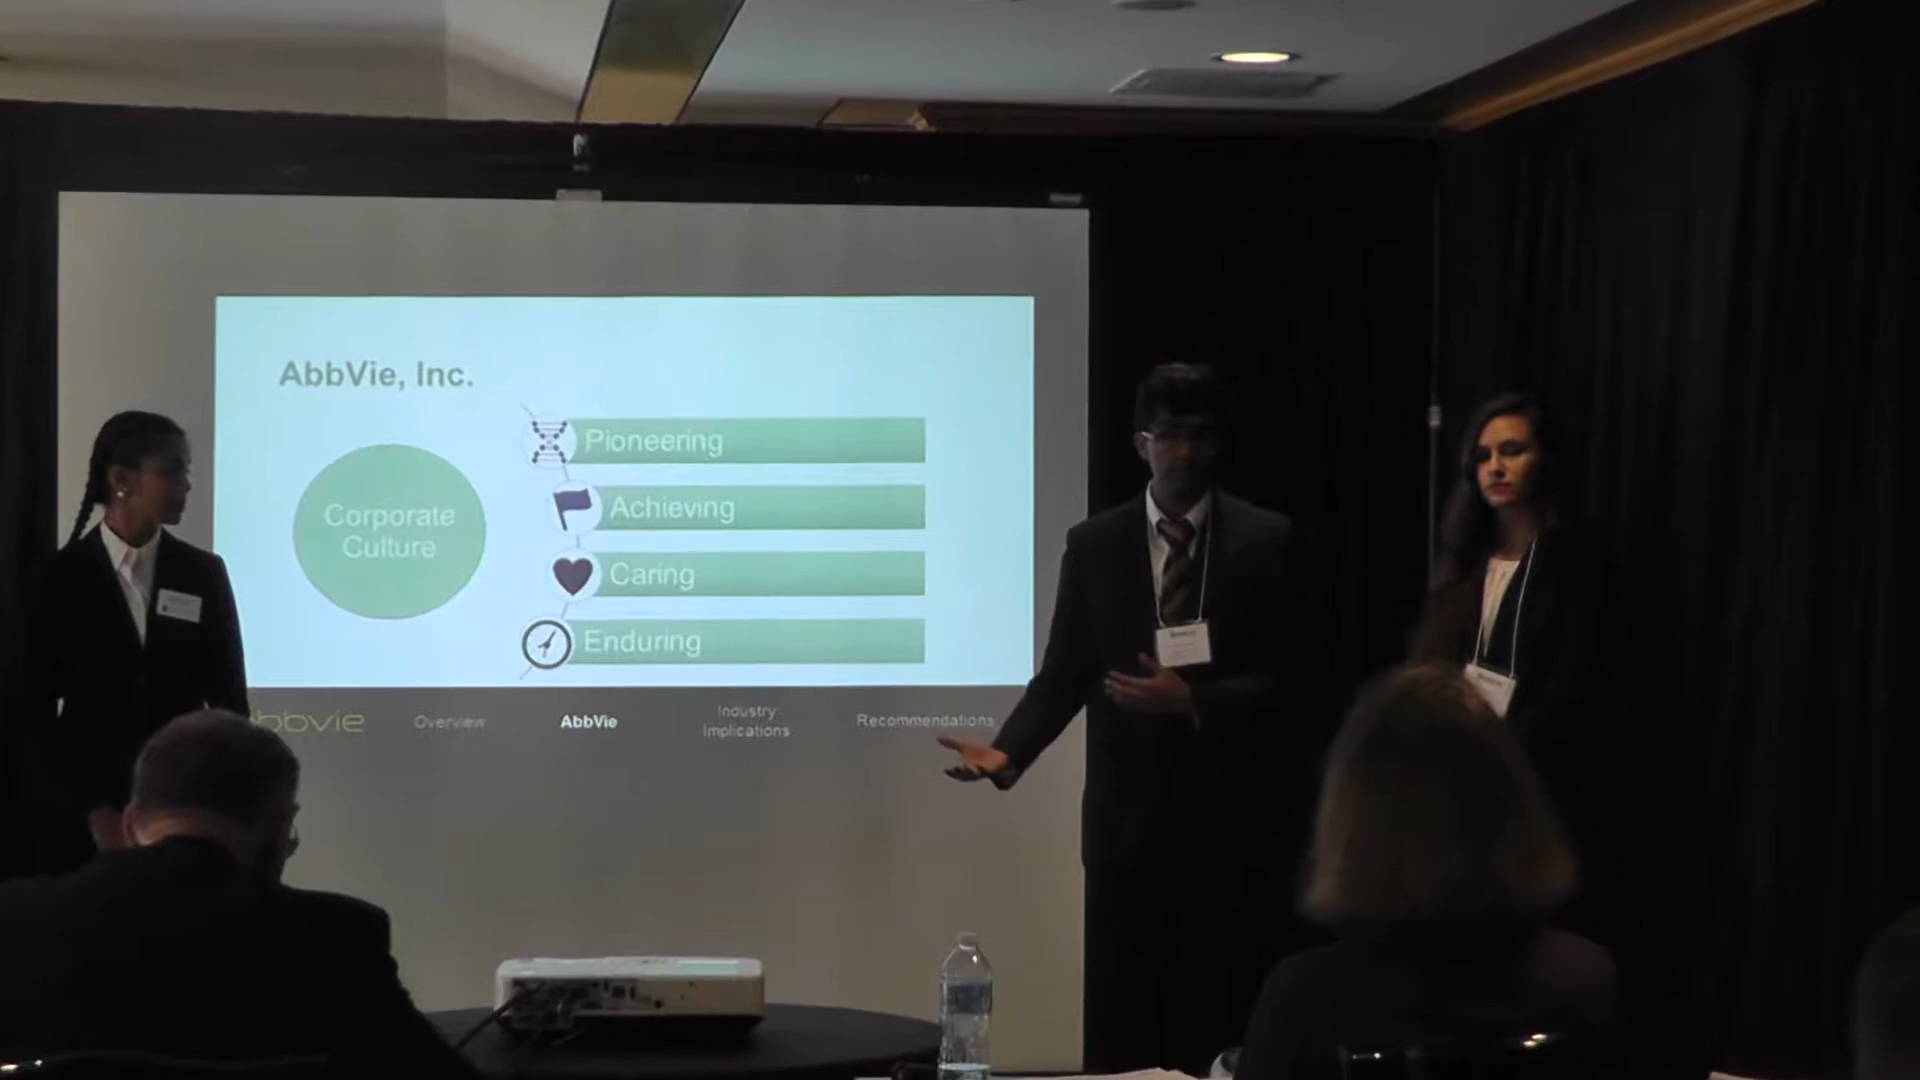 AbbVie, Inc.
Corporate
Culture
Pioneering
Achieving
Caring
Enduring
abbvie
Overview
AbbVie
Industry
Implications
Recommendations